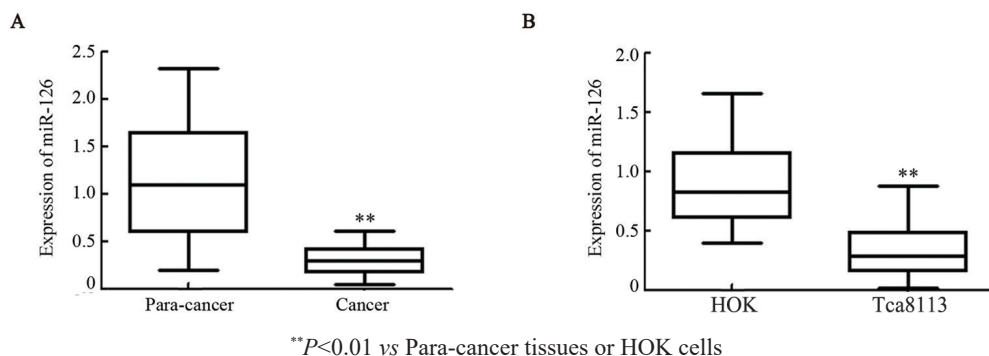 A
B
Expression of miR-126
2.5
2.0
1.5
1.0
0.5
0
Para-cancer
Cancer
**
Expression of miR-126
2.0
1.5
1.0
0.5
0
HOK
Tca8113
**
**P<0.01 vs Para-cancer tissues or HOK cells